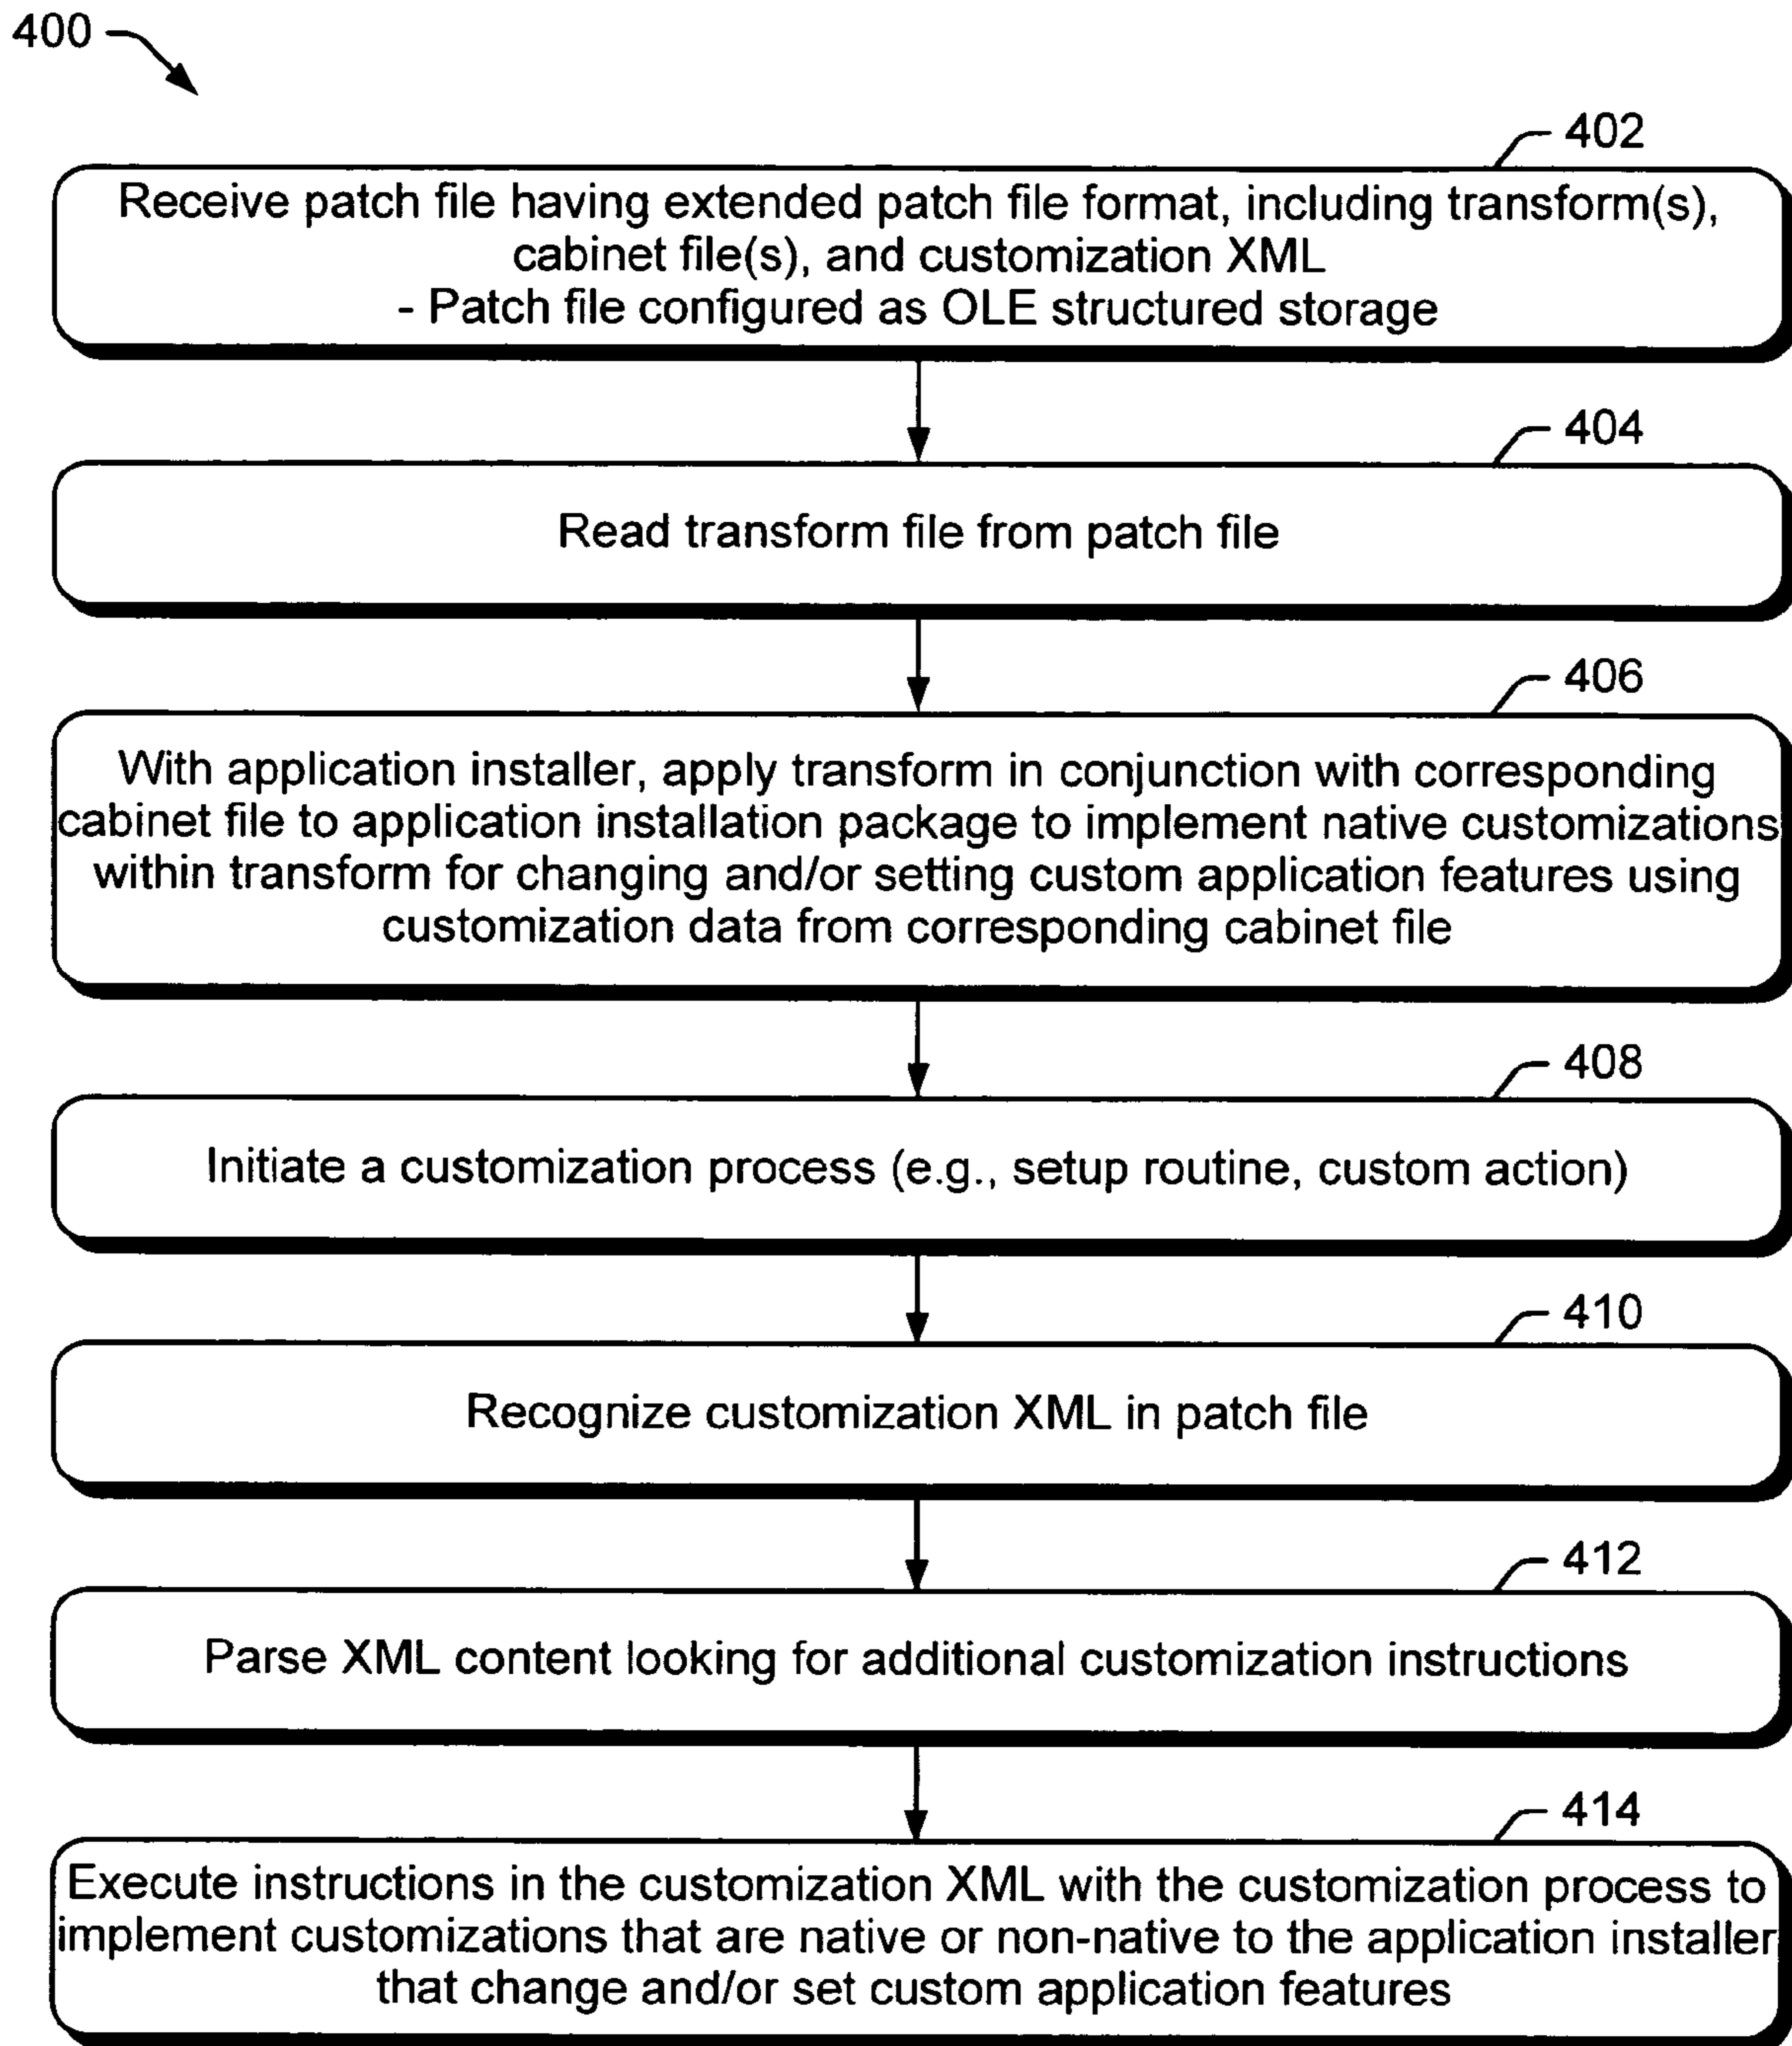 400
402
Receive patch file having extended patch file format, including transform(s),
cabinet file(s), and customization XML
- Patch file configured as OLE structured storage
404
Read transform file from patch file
406
With application installer, apply transform in conjunction with corresponding
cabinet file to application installation package to implement native customizations
within transform for changing and/or setting custom application features using
customization data from corresponding cabinet file
408
Initiate a customization process (e.g., setup routine, custom action)
410
Recognize customization XML in patch file
412
Parse XML content looking for additional customization instructions
414
Execute instructions in the customization XML with the customization process to
implement customizations that are native or non-native to the application installer
that change and/or set custom application features